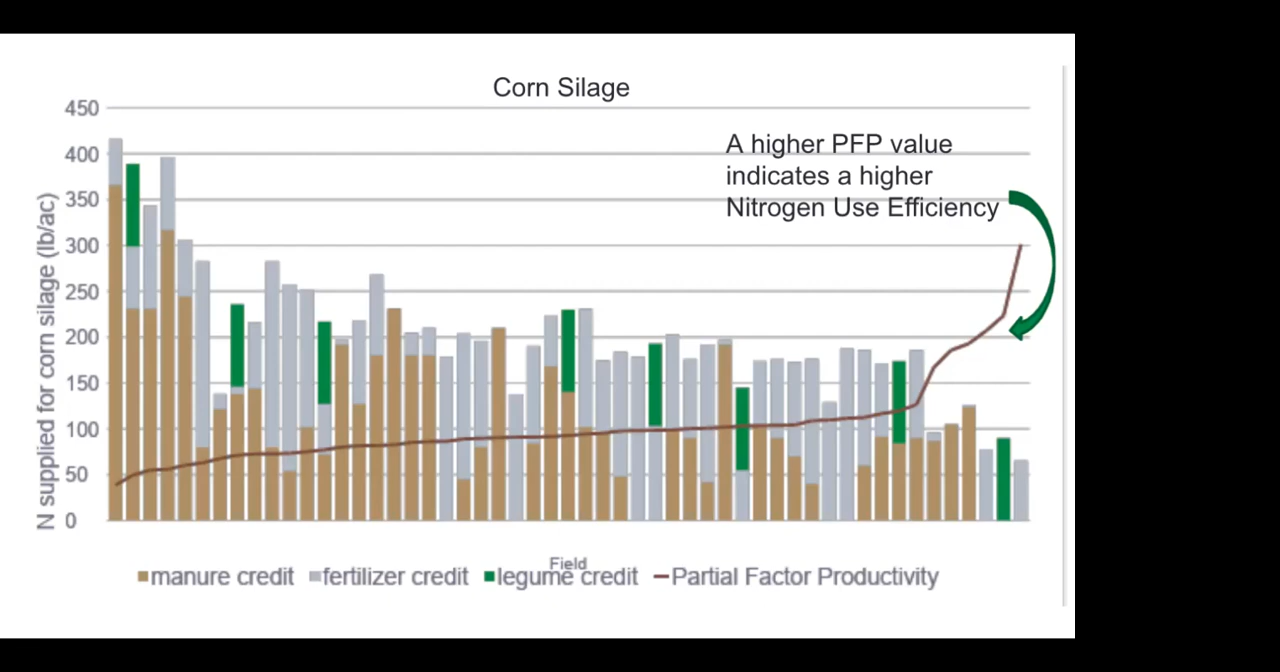 Corn Silage
A higher PFP value
indicates a higher
Nitrogen Use Efficiency
N supplied for corn silage (lb/ac)
450
400
350
300
250
200
150
100
50
0
Field
manure credit fertilizer credit legume credit Partial Factor Productivity